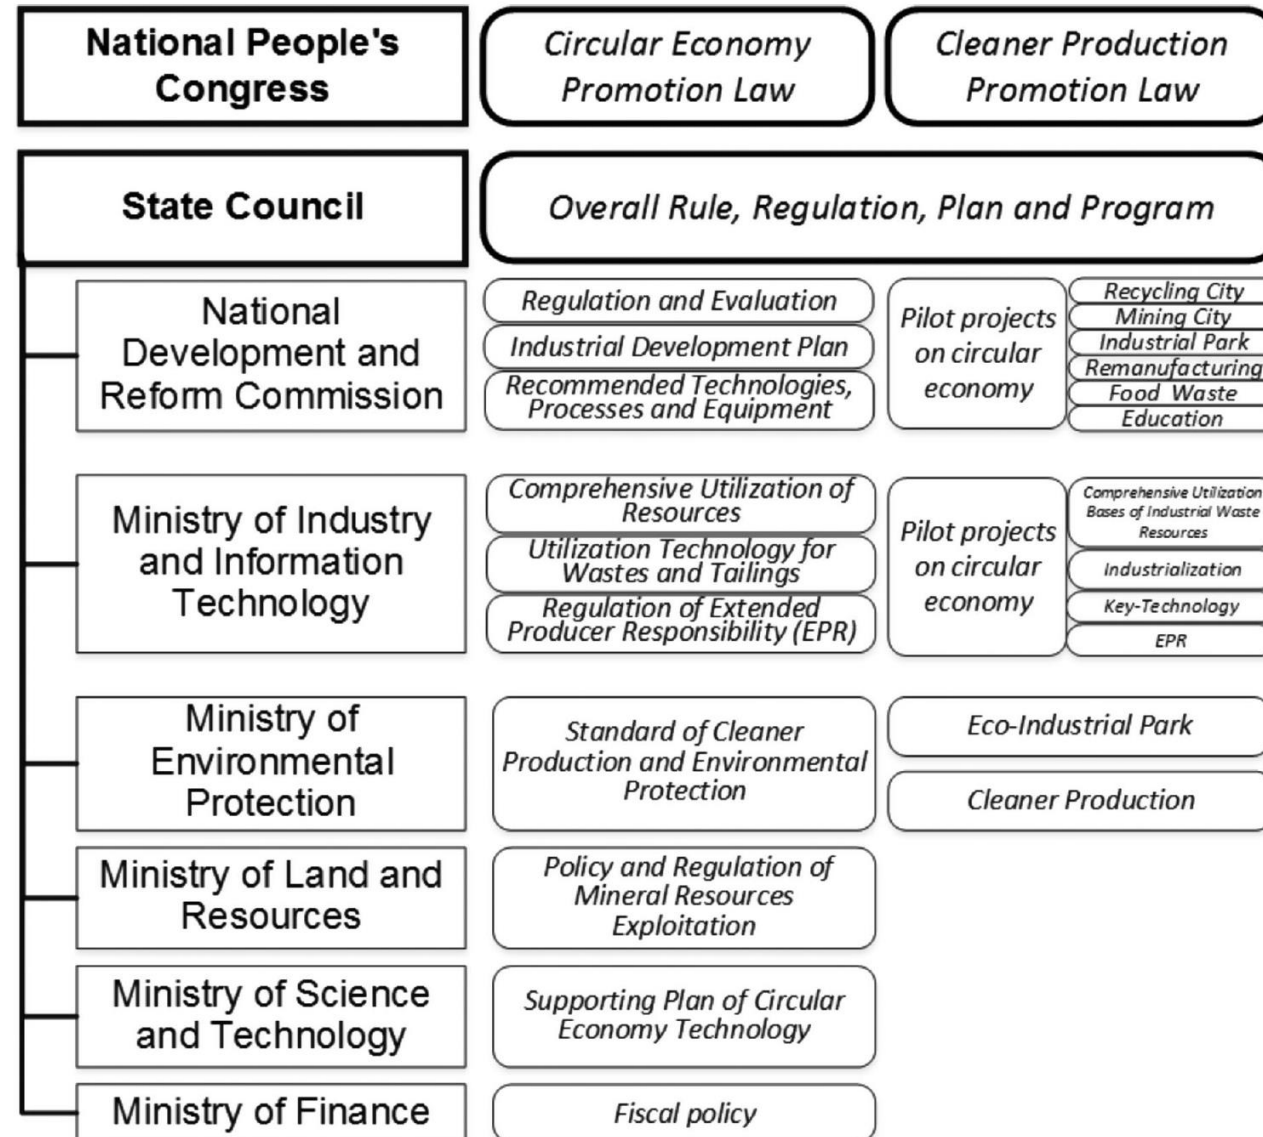 National People's
Congress
Circular Economy
Promotion Law
Cleaner Production
Promotion Law
State Council
Overall Rule, Regulation, Plan and Program
National
Development and
Reform Commission
Regulation and Evaluation
Industrial Development Plan
Recommended Technologies,
Processes and Equipment
Pilot projects
on circular
economy
Recycling City
Mining City
Industrial Park
Remanufacturing
Food Waste
Education
Ministry of Industry
and Information
Technology
Comprehensive Utilization of
Resources
Utilization Technology for
Wastes and Tailings
Regulation of Extended
Producer Responsibility (EPR)
Pilot projects
on circular
economy
Comprehensive Utilization
Bases of Industrial Waste
Resources
Industrialization
Key-Technology
EPR
Ministry of
Environmental
Protection
Standard of Cleaner
Production and Environmental
Protection
Eco-Industrial Park
Cleaner Production
Ministry of Land and
Resources
Policy and Regulation of
Mineral Resources
Exploitation
Ministry of Science
and Technology
Supporting Plan of Circular
Economy Technology
Ministry of Finance
Fiscal policy